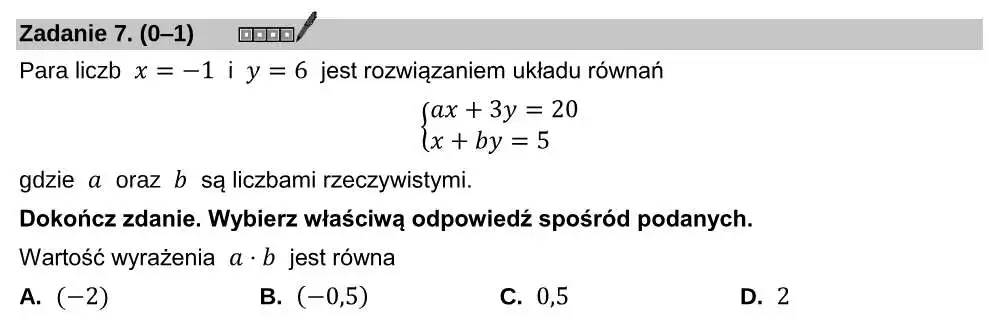 Zadanie 7. (0–1)
Para liczb x = −1 i y = 6 jest rozwiązaniem układu równań
ax + 3y = 20
x + by = 5
gdzie a oraz b są liczbami rzeczywistymi.
Dokończ zdanie. Wybierz właściwą odpowiedź spośród podanych.
Wartość wyrażenia a · b jest równa
A. (−2) B. (−0,5) C. 0,5 D. 2